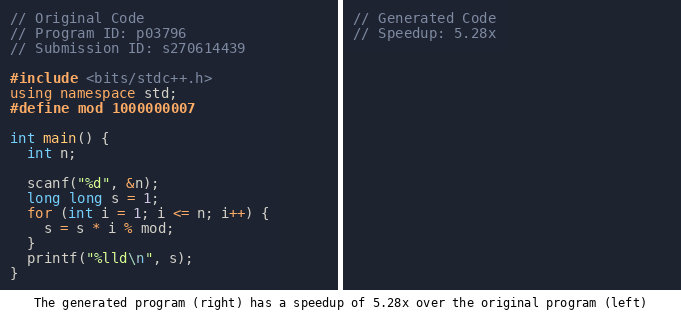 // Original Code
// Program ID: p03796
// Submission ID: s270614439
#include <bits/stdc++.h>
using namespace std;
#define mod 1000000007
int main() {
  int n;
  scanf("%d", &n);
  long long s = 1;
  for (int i = 1; i <= n; i++) {
    s = s * i % mod;
  }
  printf("%lld\n", s);
}
// Generated Code
// Speedup: 5.28x
The generated program (right) has a speedup of 5.28x over the original program (left)